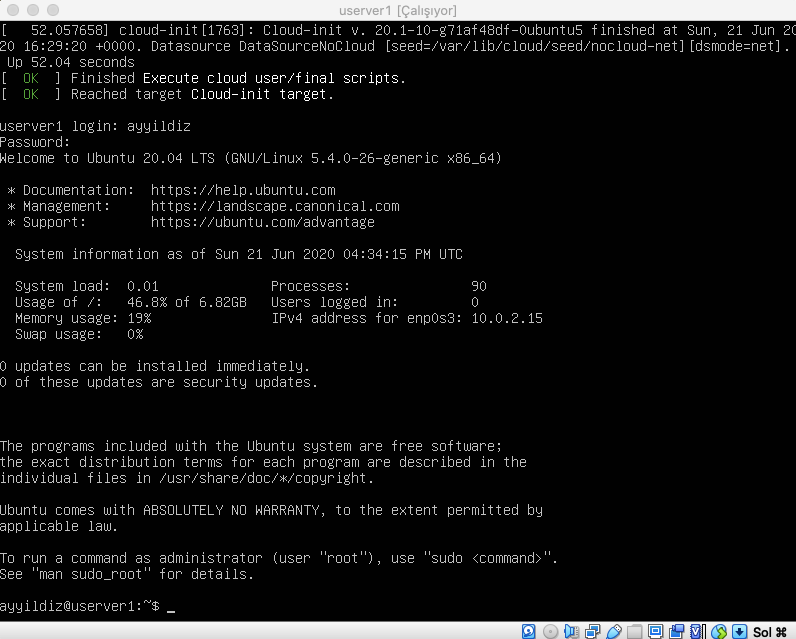 userver1 [Çalışıyor]
[   52.057658] cloud-init[1763]: Cloud-init v. 20.1-10-g71af48df-0ubuntu5 finished at Sun, 21 Jun 20
20 16:29:20 +0000. Datasource DataSourceNoCloud [seed=/var/lib/cloud/seed/nocloud-net][dsmode=net].
 Up 52.04 seconds
[  OK  ] Finished Execute cloud user/final scripts.
[  OK  ] Reached target Cloud-init target.
userver1 login: ayyildiz
Password:
Welcome to Ubuntu 20.04 LTS (GNU/Linux 5.4.0-26-generic x86_64)
 * Documentation:  https://help.ubuntu.com
 * Management:     https://landscape.canonical.com
 * Support:        https://ubuntu.com/advantage
  System information as of Sun 21 Jun 2020 04:34:15 PM UTC
  System load:  0.01              Processes:               90
  Usage of /:   46.8% of 6.82GB   Users logged in:         0
  Memory usage: 19%               IPv4 address for enp0s3: 10.0.2.15
  Swap usage:   0%
0 updates can be installed immediately.
0 of these updates are security updates.
The programs included with the Ubuntu system are free software;
the exact distribution terms for each program are described in the
individual files in /usr/share/doc/*/copyright.
Ubuntu comes with ABSOLUTELY NO WARRANTY, to the extent permitted by
applicable law.
To run a command as administrator (user "root"), use "sudo <command>".
See "man sudo_root" for details.
ayyildiz@userver1:~$ _
Sol ⌘